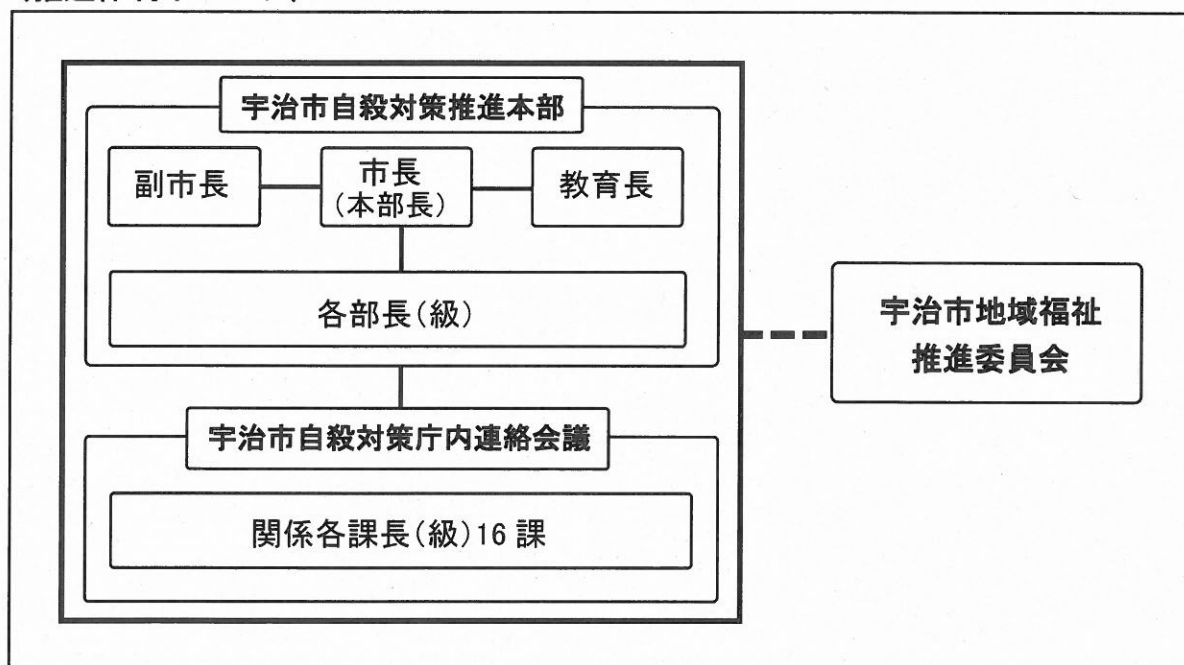 宇治市自殺対策推進本部
副市長
市長
(本部長)
教育長
各部長(級)
宇治市自殺対策庁内連絡会議
関係各課長(級)16課
宇治市地域福祉
推進委員会